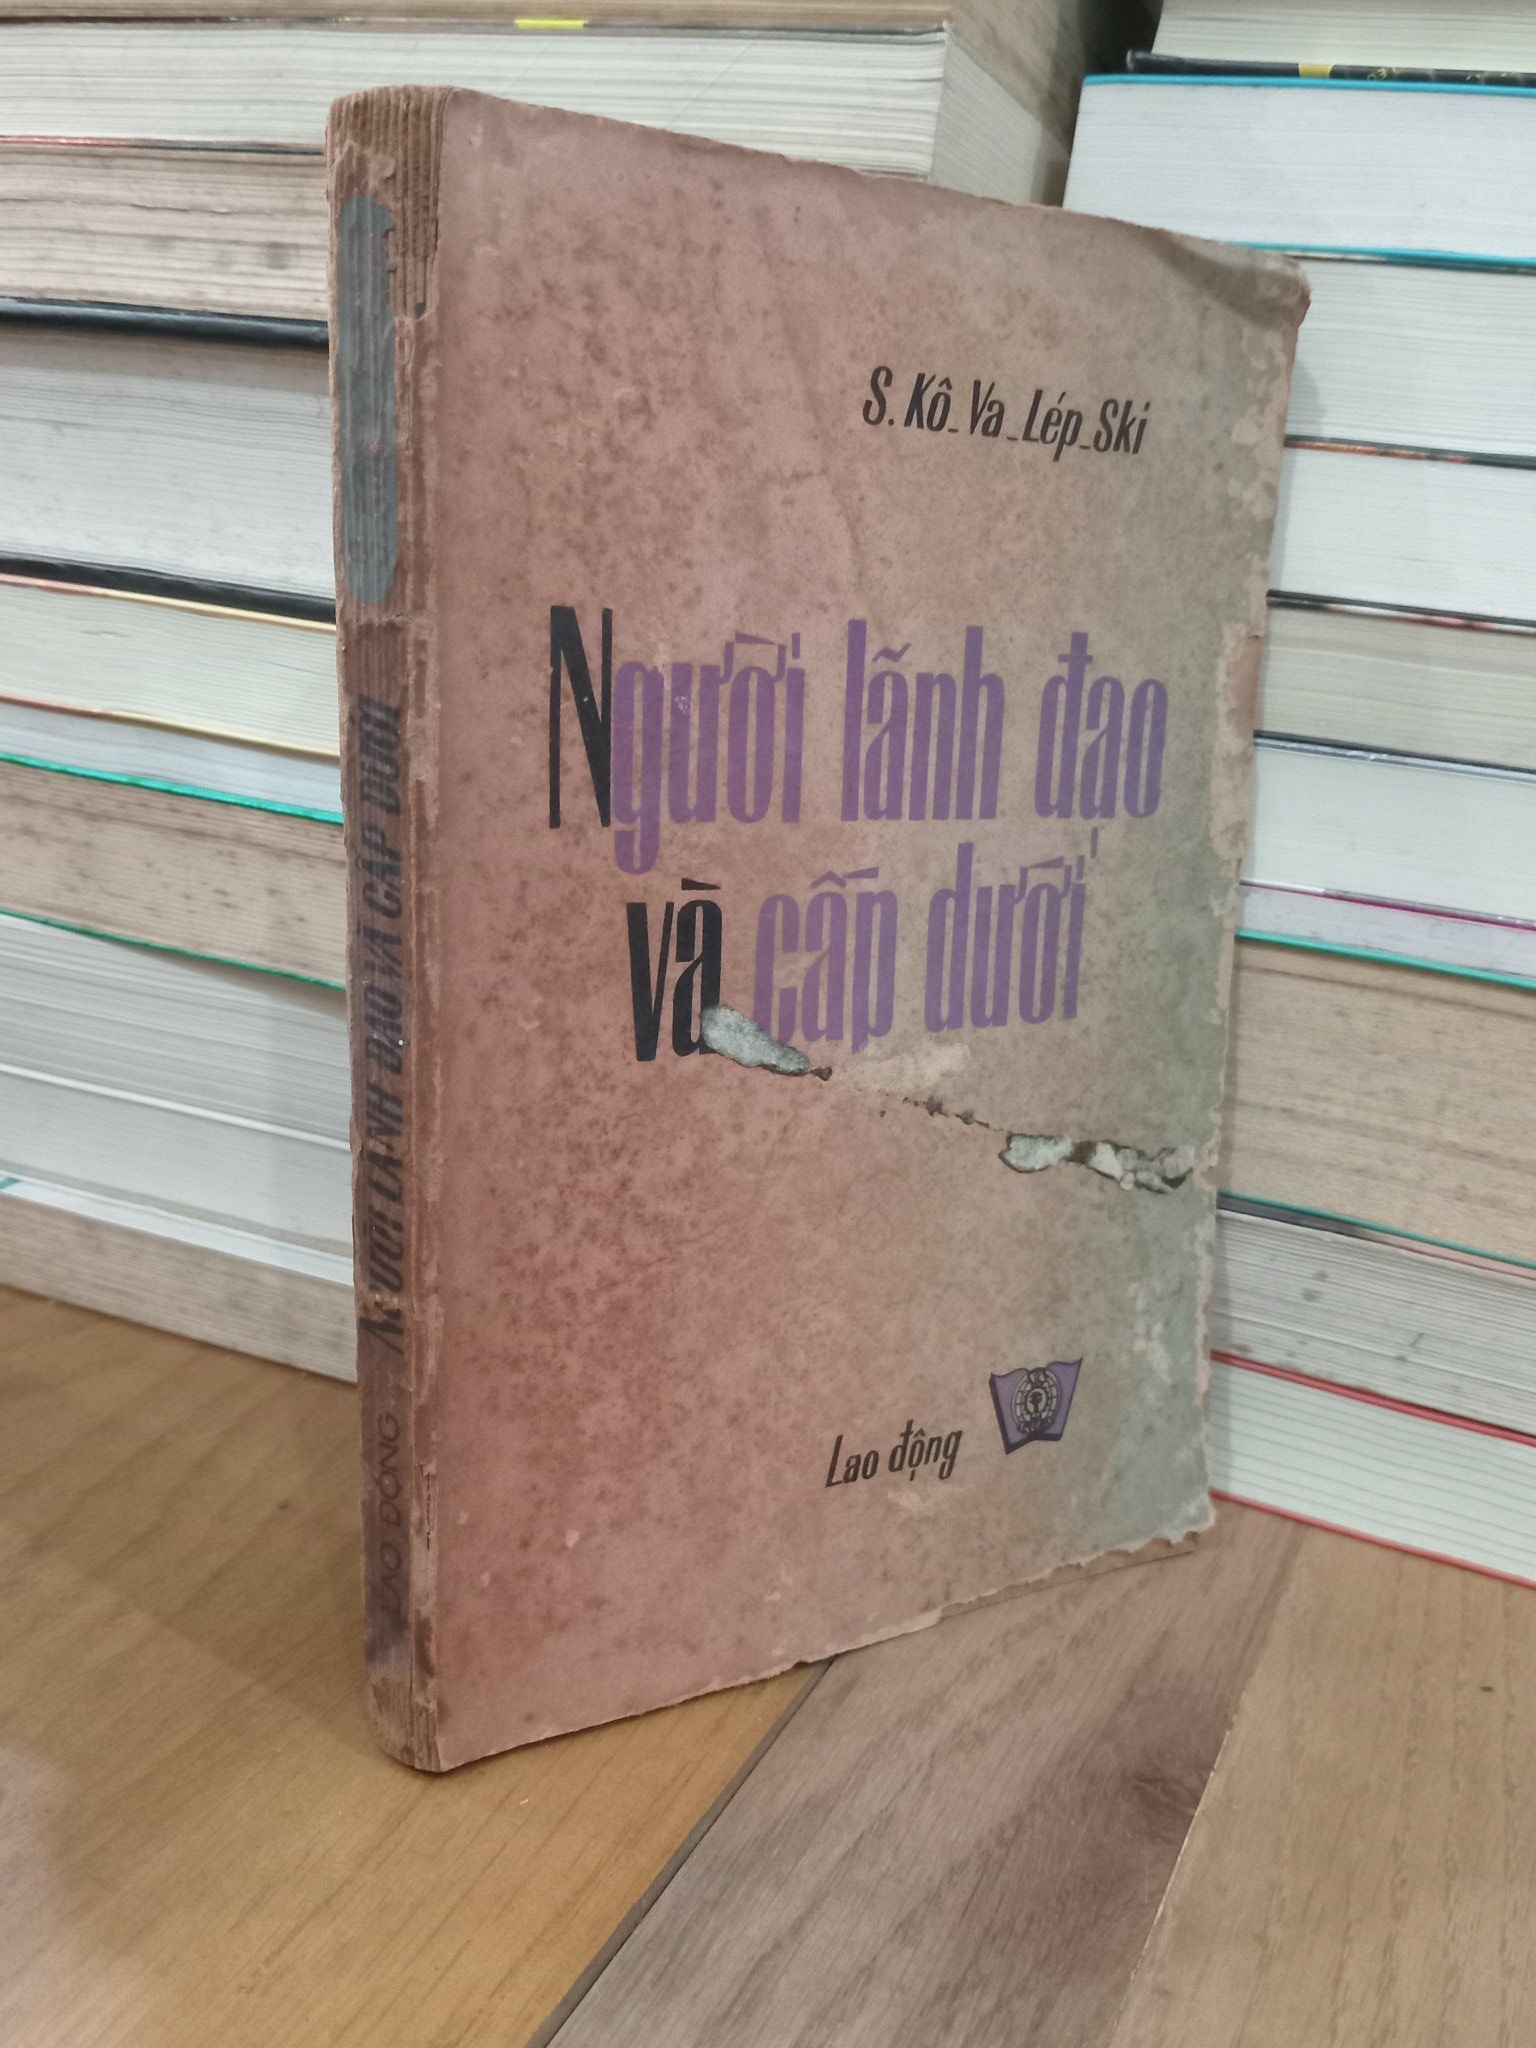 S. Kô_Va_Lép_Ski
Người lãnh đạo
và cấp dưới
Lao động
NGƯỜI LÃNH ĐẠO VÀ CẤP DƯỚI
LAO ĐỘNG